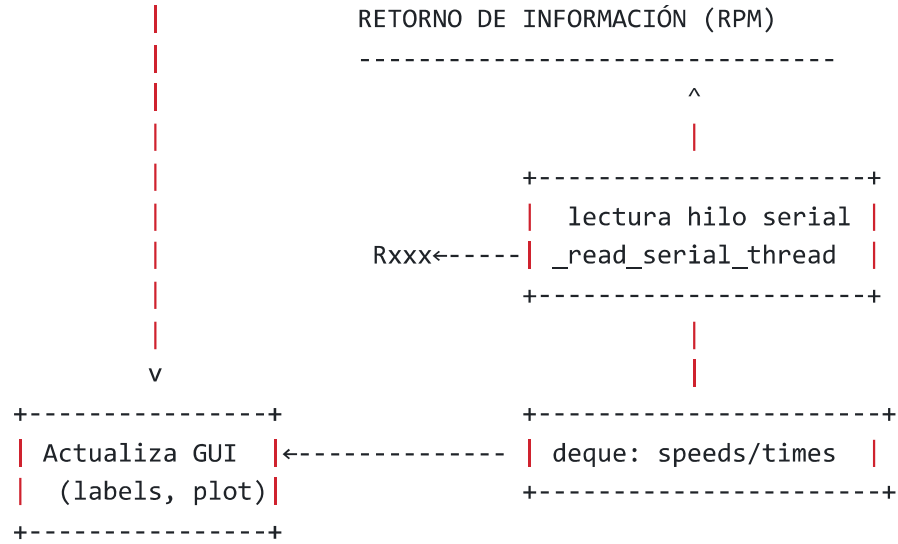 RETORNO DE INFORMACIÓN (RPM)
lectura hilo serial
Rxxx<-----| _read_serial_thread
Actualiza GUI
(labels, plot)
deque: speeds/times